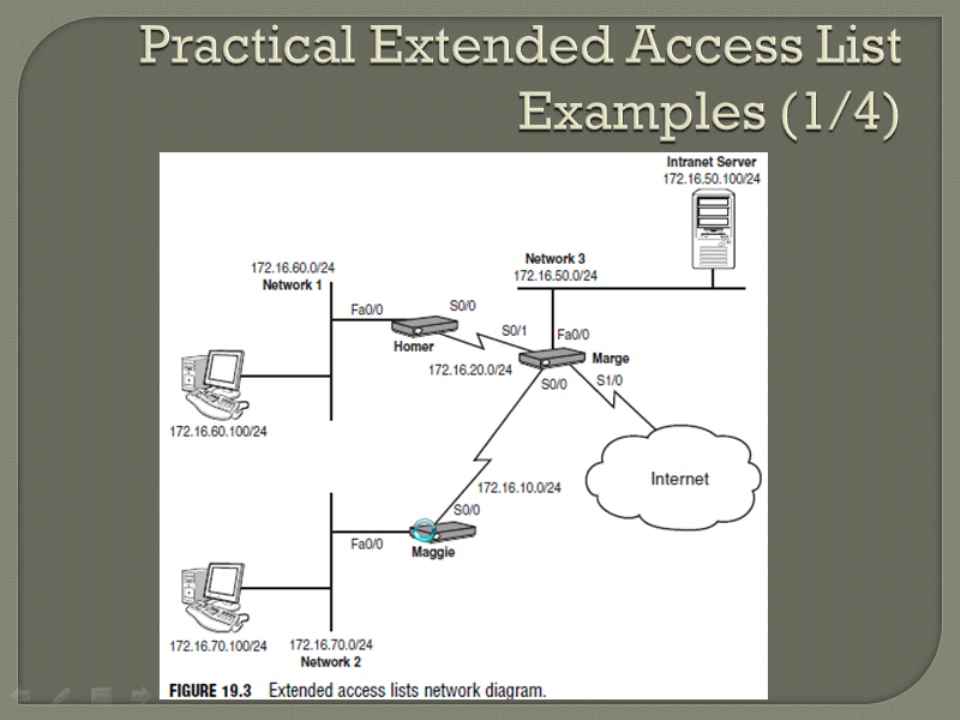 Practical Extended Access List
Examples (1/4)
Intranet Server
172.16.50.100/24
Network 3
172.16.50.0/24
172.16.60.0/24
Network 1
Fa0/0
S0/0
Homer
S0/1
Fa0/0
Marge
172.16.20.0/24
S0/0
S1/0
172.16.60.100/24
Internet
172.16.10.0/24
S0/0
Fa0/0
Maggie
172.16.70.100/24
172.16.70.0/24
Network 2
FIGURE 19.3 Extended access lists network diagram.